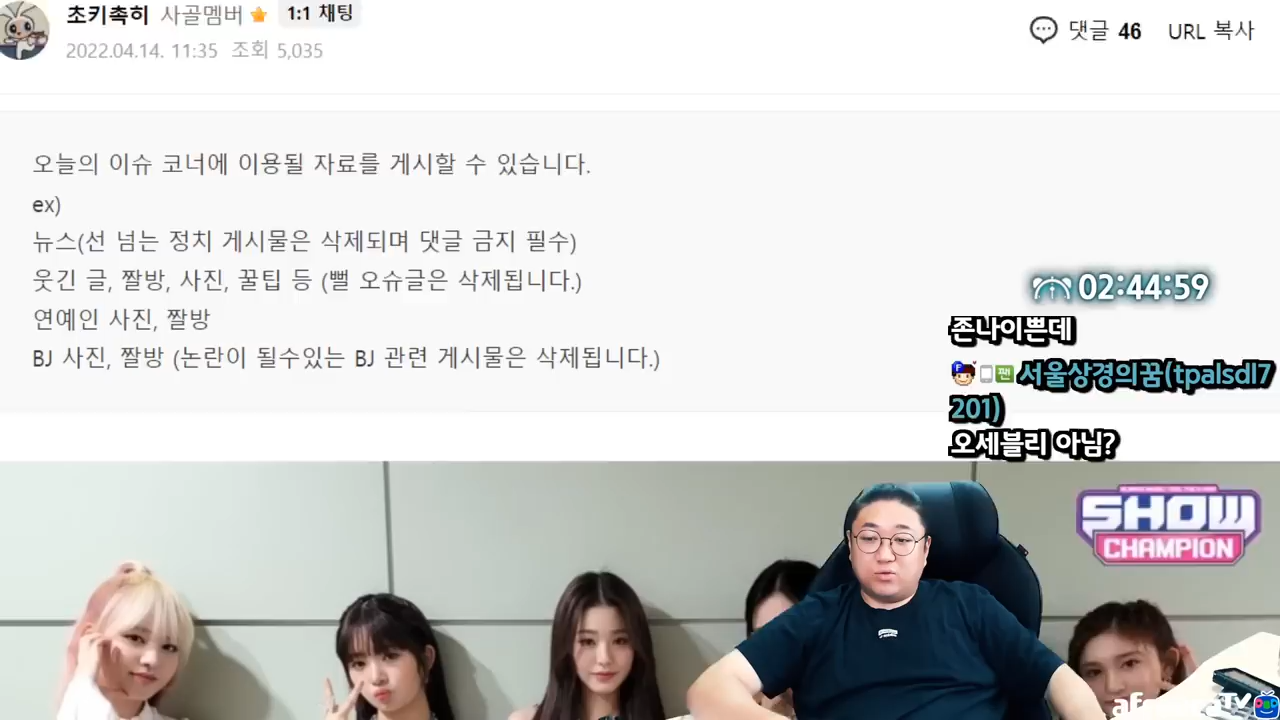 초키촉히 사골멤버 1:1 채팅
2022.04.14. 11:35 조회 5,035
댓글 46 URL 복사
오늘의 이슈 코너에 이용될 자료를 게시할 수 있습니다.
ex)
뉴스(선 넘는 정치 게시물은 삭제되며 댓글 금지 필수)
웃긴 글, 짤방, 사진, 꿀팁 등 (뻘 오슈글은 삭제됩니다.)
연예인 사진, 짤방
BJ 사진, 짤방 (논란이 될수있는 BJ 관련 게시물은 삭제됩니다.)
02:44:59
존나이쁜데
팬 서울상경의꿈(tpalsdl7
201)
오세블리 아님?
SHOW
CHAMPION